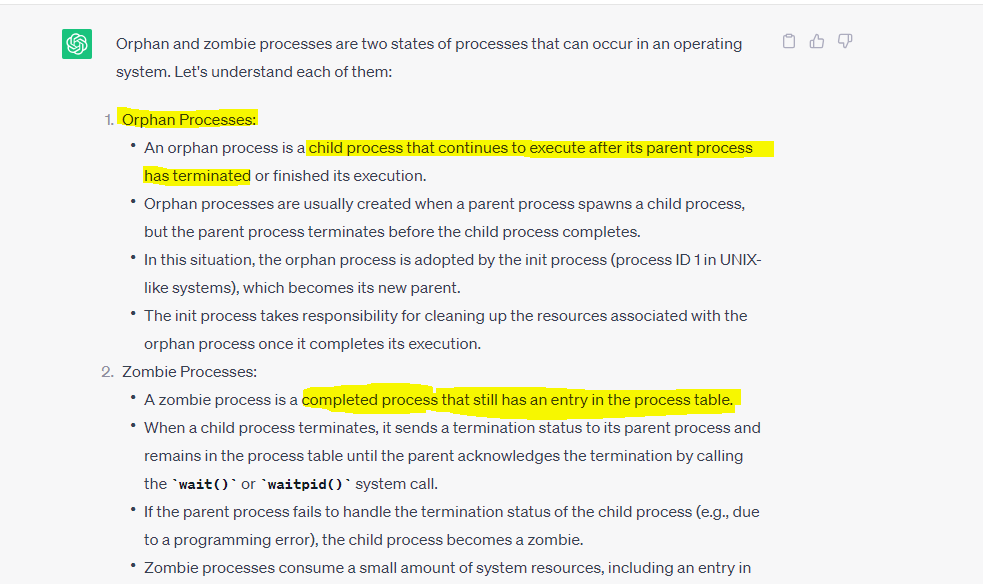 Orphan and zombie processes are two states of processes that can occur in an operating
system. Let's understand each of them:
1. Orphan Processes:
• An orphan process is a child process that continues to execute after its parent process
has terminated or finished its execution.
• Orphan processes are usually created when a parent process spawns a child process,
but the parent process terminates before the child process completes.
• In this situation, the orphan process is adopted by the init process (process ID 1 in UNIX-
like systems), which becomes its new parent.
• The init process takes responsibility for cleaning up the resources associated with the
orphan process once it completes its execution.
2. Zombie Processes:
• A zombie process is a completed process that still has an entry in the process table.
• When a child process terminates, it sends a termination status to its parent process and
remains in the process table until the parent acknowledges the termination by calling
the `wait()` or `waitpid()` system call.
• If the parent process fails to handle the termination status of the child process (e.g., due
to a programming error), the child process becomes a zombie.
• Zombie processes consume a small amount of system resources, including an entry in